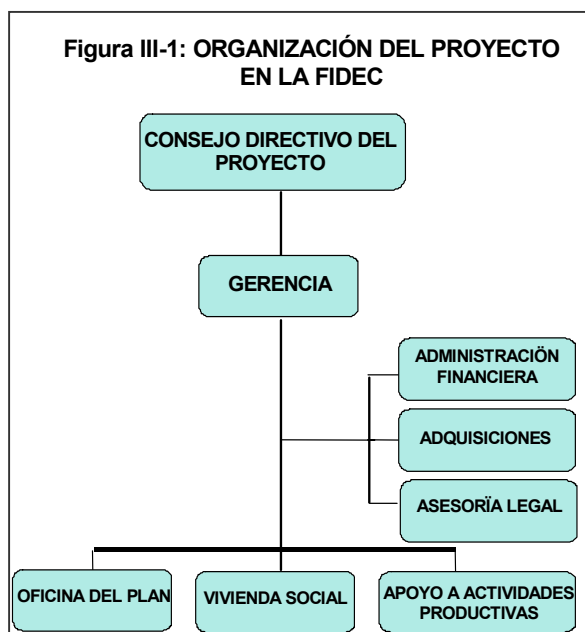 Figura III-1: ORGANIZACIÓN DEL PROYECTO
EN LA FIDEC
CONSEJO DIRECTIVO DEL
PROYECTO
GERENCIA
ADMINISTRACÏÓN
FINANCIERA
ADQUISICIONES
ASESORÏA LEGAL
OFICINA DEL PLAN
VIVIENDA SOCIAL
APOYO A ACTIVIDADES
PRODUCTIVAS